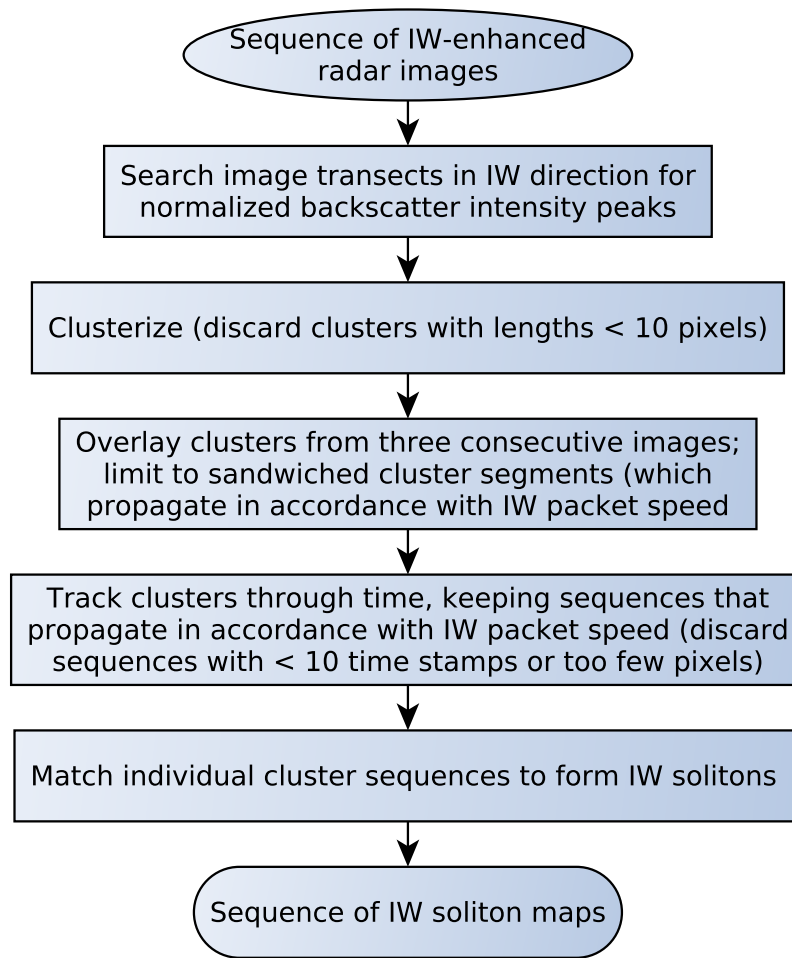 Sequence of IW-enhanced
radar images
Search image transects in IW direction for
normalized backscatter intensity peaks
Clusterize (discard clusters with lengths < 10 pixels)
Overlay clusters from three consecutive images;
limit to sandwiched cluster segments (which
propagate in accordance with IW packet speed
Track clusters through time, keeping sequences that
propagate in accordance with IW packet speed (discard
sequences with < 10 time stamps or too few pixels)
Match individual cluster sequences to form IW solitons
Sequence of IW soliton maps